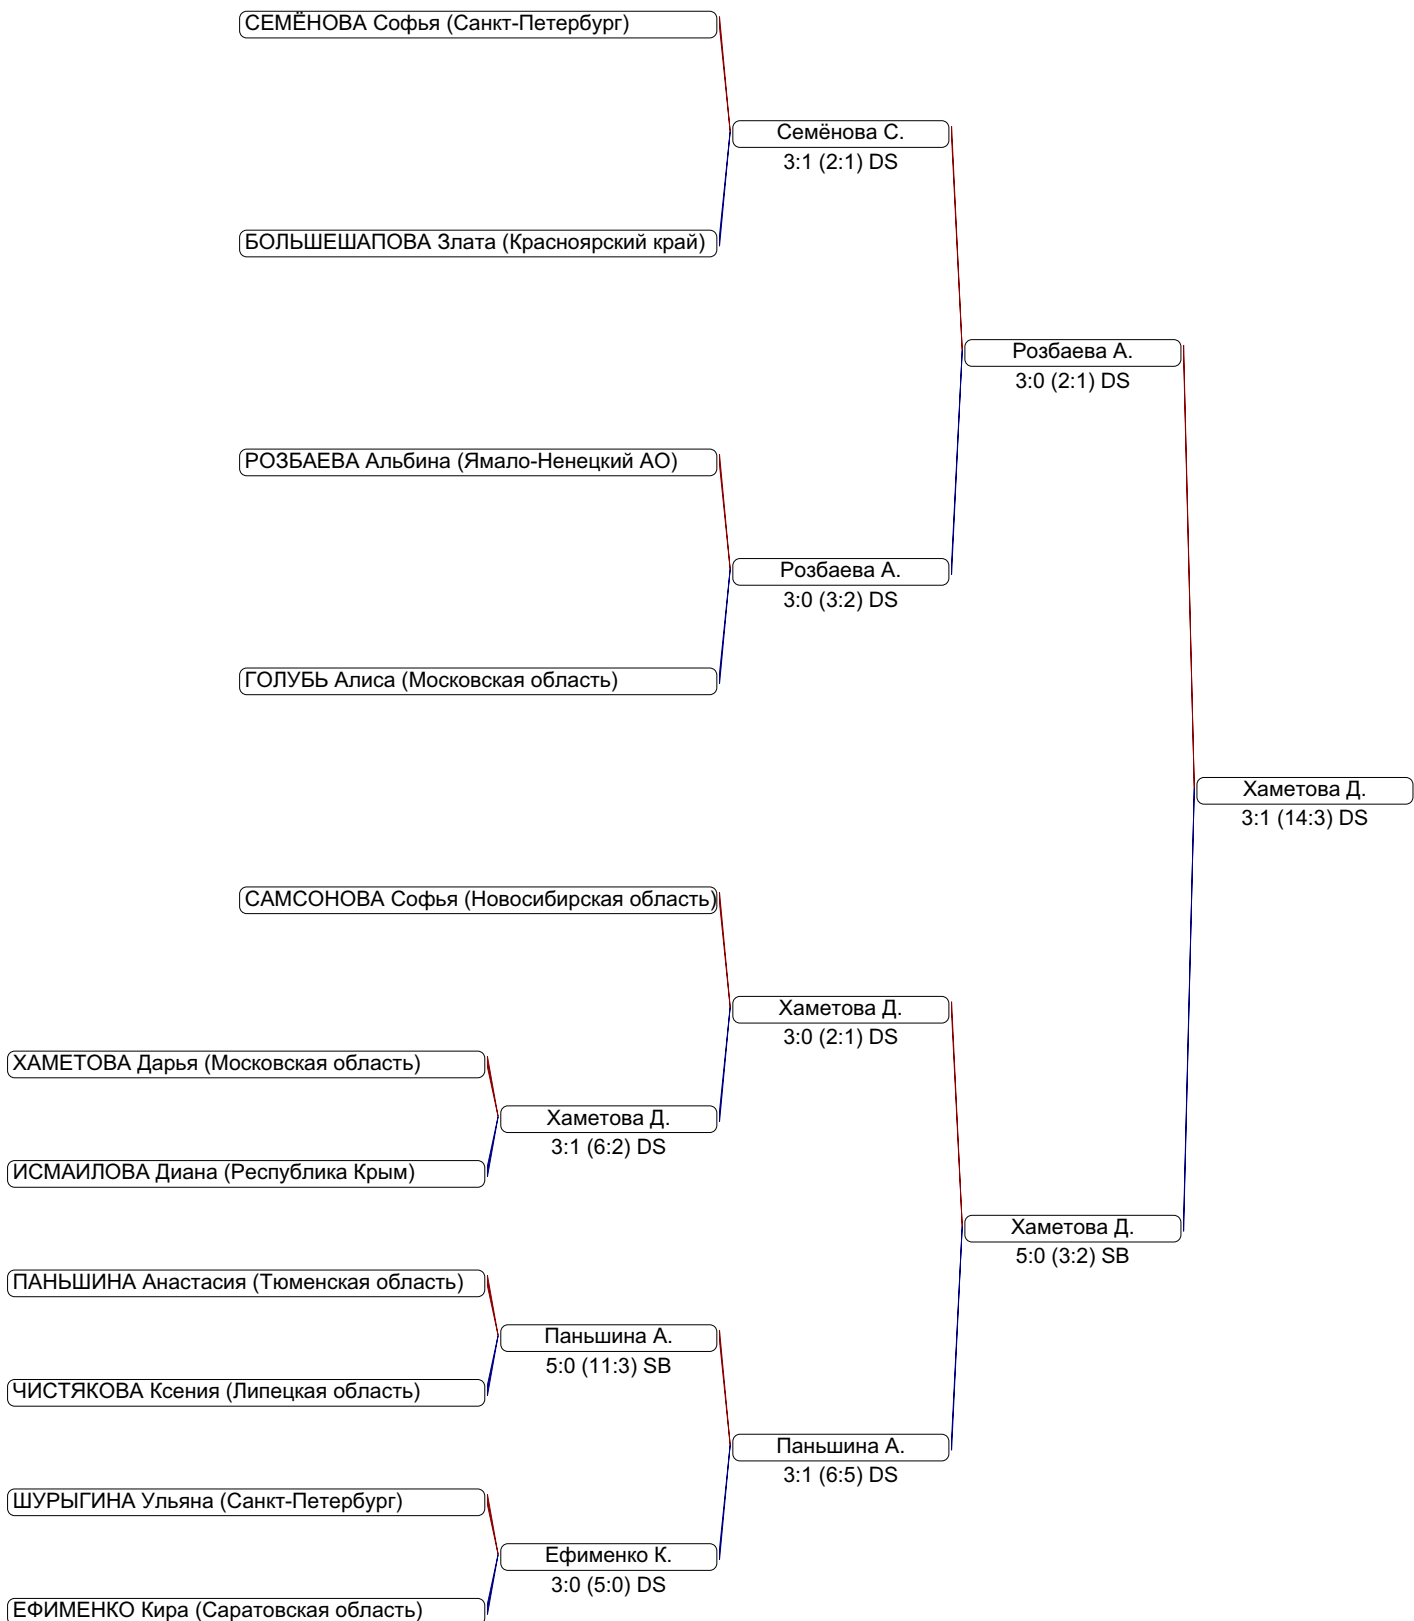 СЕМЁНОВА Софья (Санкт-Петербург)
Семёнова С.
3:1 (2:1) DS
БОЛЬШЕШАПОВА Злата (Красноярский край)
Розбаева А.
3:0 (2:1) DS
РОЗБАЕВА Альбина (Ямало-Ненецкий АО)
Розбаева А.
3:0 (3:2) DS
ГОЛУБЬ Алиса (Московская область)
Хаметова Д.
3:1 (14:3) DS
САМСОНОВА Софья (Новосибирская область)
Хаметова Д.
3:0 (2:1) DS
ХАМЕТОВА Дарья (Московская область)
Хаметова Д.
3:1 (6:2) DS
ИСМАИЛОВА Диана (Республика Крым)
Хаметова Д.
5:0 (3:2) SB
ПАНЬШИНА Анастасия (Тюменская область)
Паньшина А.
5:0 (11:3) SB
ЧИСТЯКОВА Ксения (Липецкая область)
Паньшина А.
3:1 (6:5) DS
ШУРЫГИНА Ульяна (Санкт-Петербург)
Ефименко К.
3:0 (5:0) DS
ЕФИМЕНКО Кира (Саратовская область)